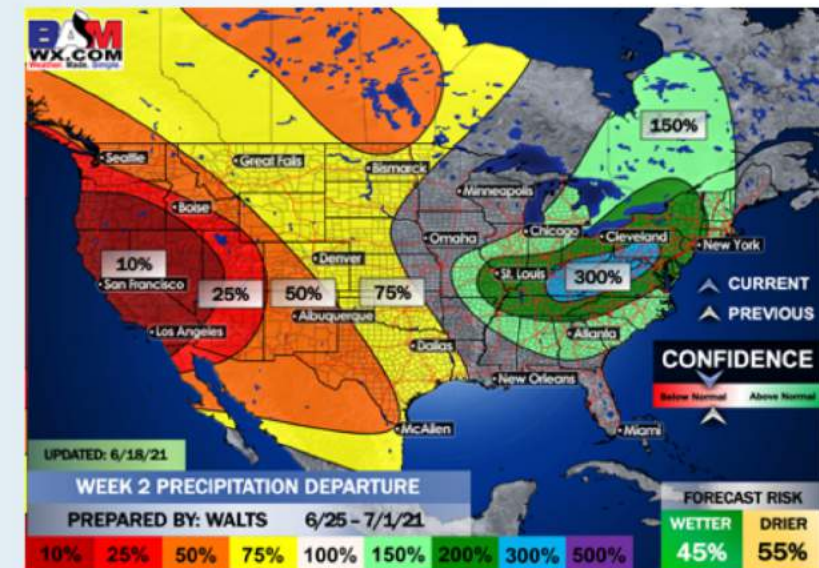 BAM
WX.COM
Weather Made Simple.
150%
Seattle
Great Falls
Bismarck
Minneapolis
Boise
Omaha
Chicago
Cleveland
New York
Denver
10%
San Francisco
25%
50%
75%
St. Louis
300%
CURRENT
PREVIOUS
Albuquerque
Los Angeles
Dallas
Atlanta
CONFIDENCE
Below Normal Above Normal
New Orleans
McAllen
Miami
UPDATED: 6/18/21
WEEK 2 PRECIPITATION DEPARTURE
PREPARED BY: WALTS 6/25 - 7/1/21
FORECAST RISK
WETTER DRIER
45% 55%
10% 25% 50% 75% 100% 150% 200% 300% 500%